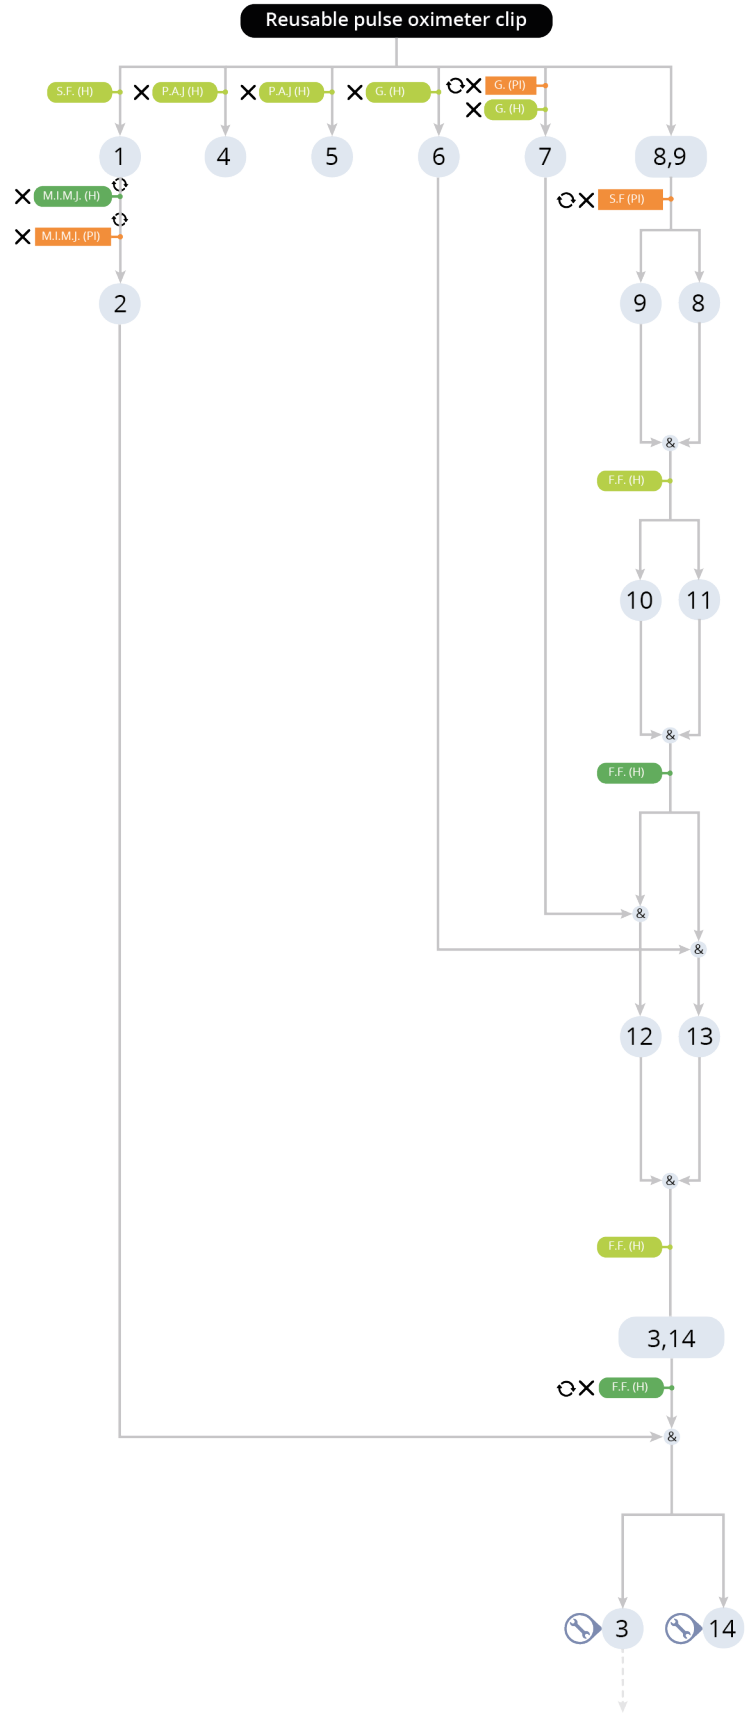 Reusable pulse oximeter clip
S.F. (H)
P.A.J (H)
P.A.J (H)
G. (H)
G. (PI)
G. (H)
1
4
5
6
7
8,9
M.I.M.J. (H)
S.F (PI)
M.I.M.J. (PI)
2
9
8
&
F.F. (H)
10
11
&
F.F. (H)
&
&
12
13
&
F.F. (H)
3,14
F.F. (H)
&
3
14